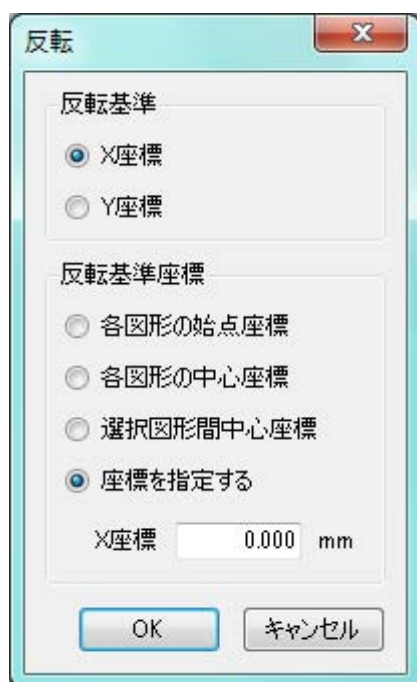 反転
反転基準
X座標
Y座標
反転基準座標
各図形の始点座標
各図形の中心座標
選択図形間中心座標
座標を指定する
X座標 0.000 mm
OK キャンセル